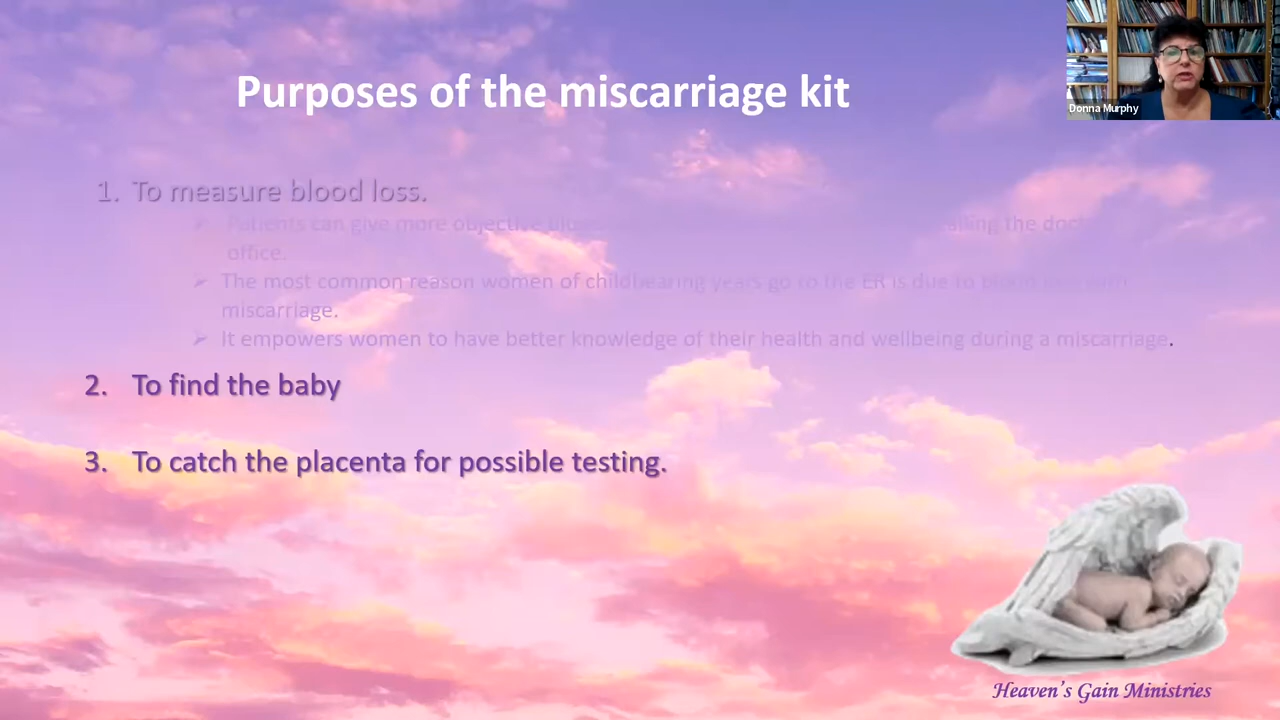 Purposes of the miscarriage kit
Donna Murphy
1. To measure blood loss.
➢ Patients can give more objective calling the
office.
➢ The most common reason women of childbearing years go to the ER is due to
miscarriage.
➢ It empowers women to have better knowledge of their health and wellbeing during a miscarriage.
2. To find the baby
3. To catch the placenta for possible testing.
Heaven's Gain Ministries